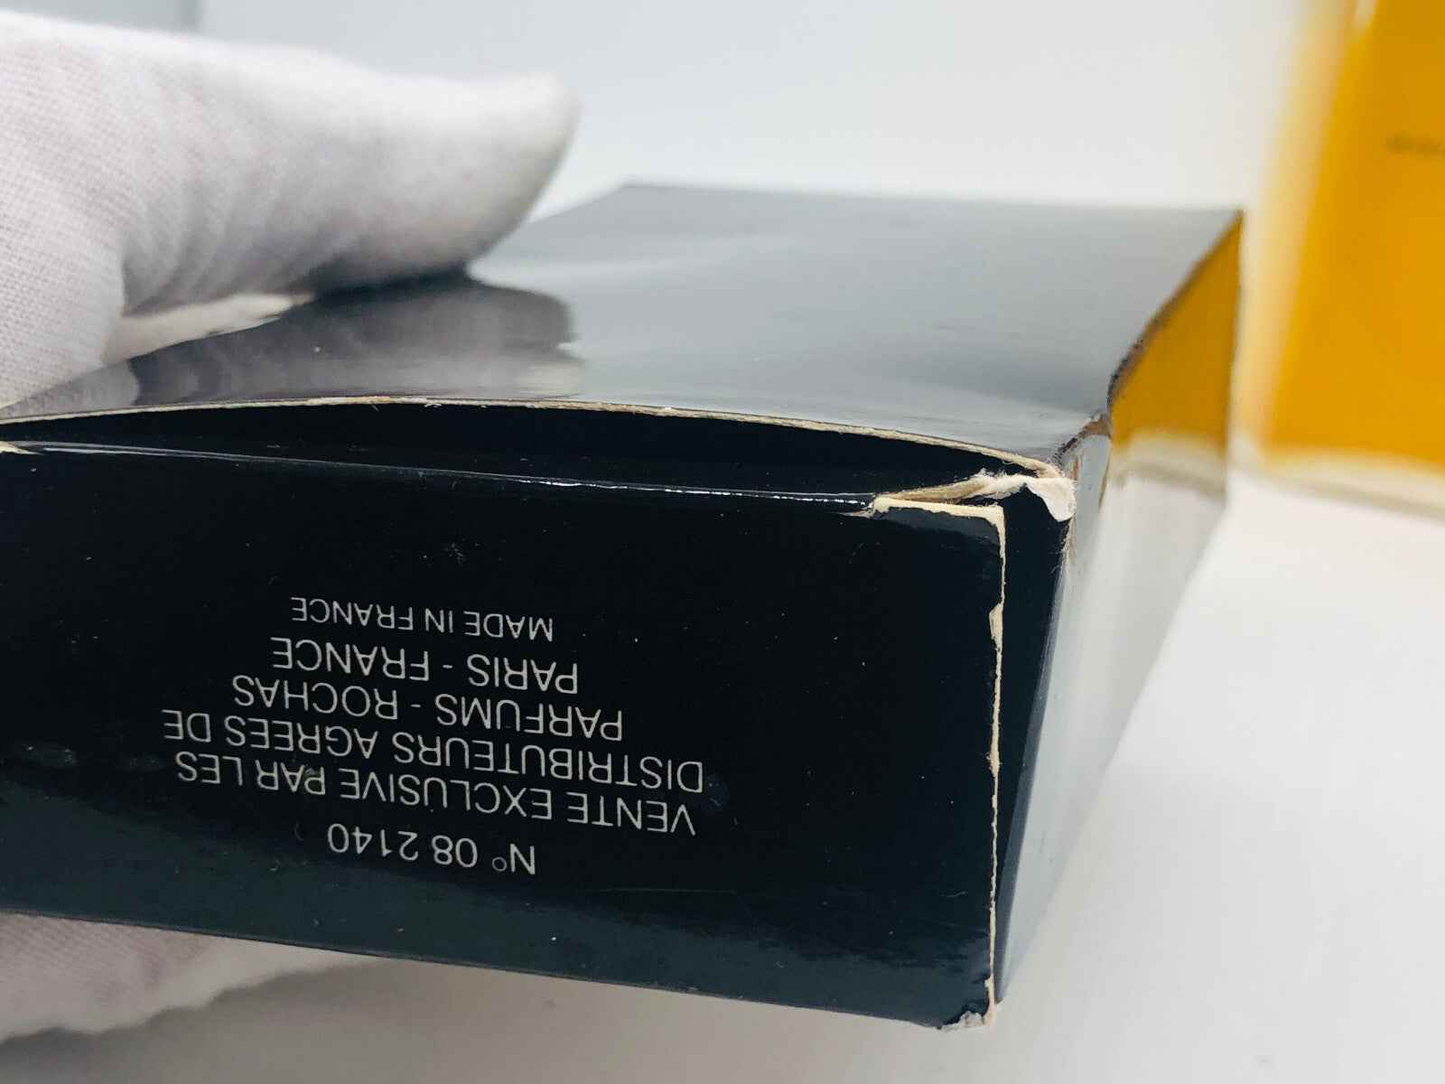 N° 08 2140
VENTE EXCLUSIVE PAR LES
DISTRIBUTEURS AGREES DE
PARFUMS - ROCHAS
PARIS - FRANCE
MADE IN FRANCE